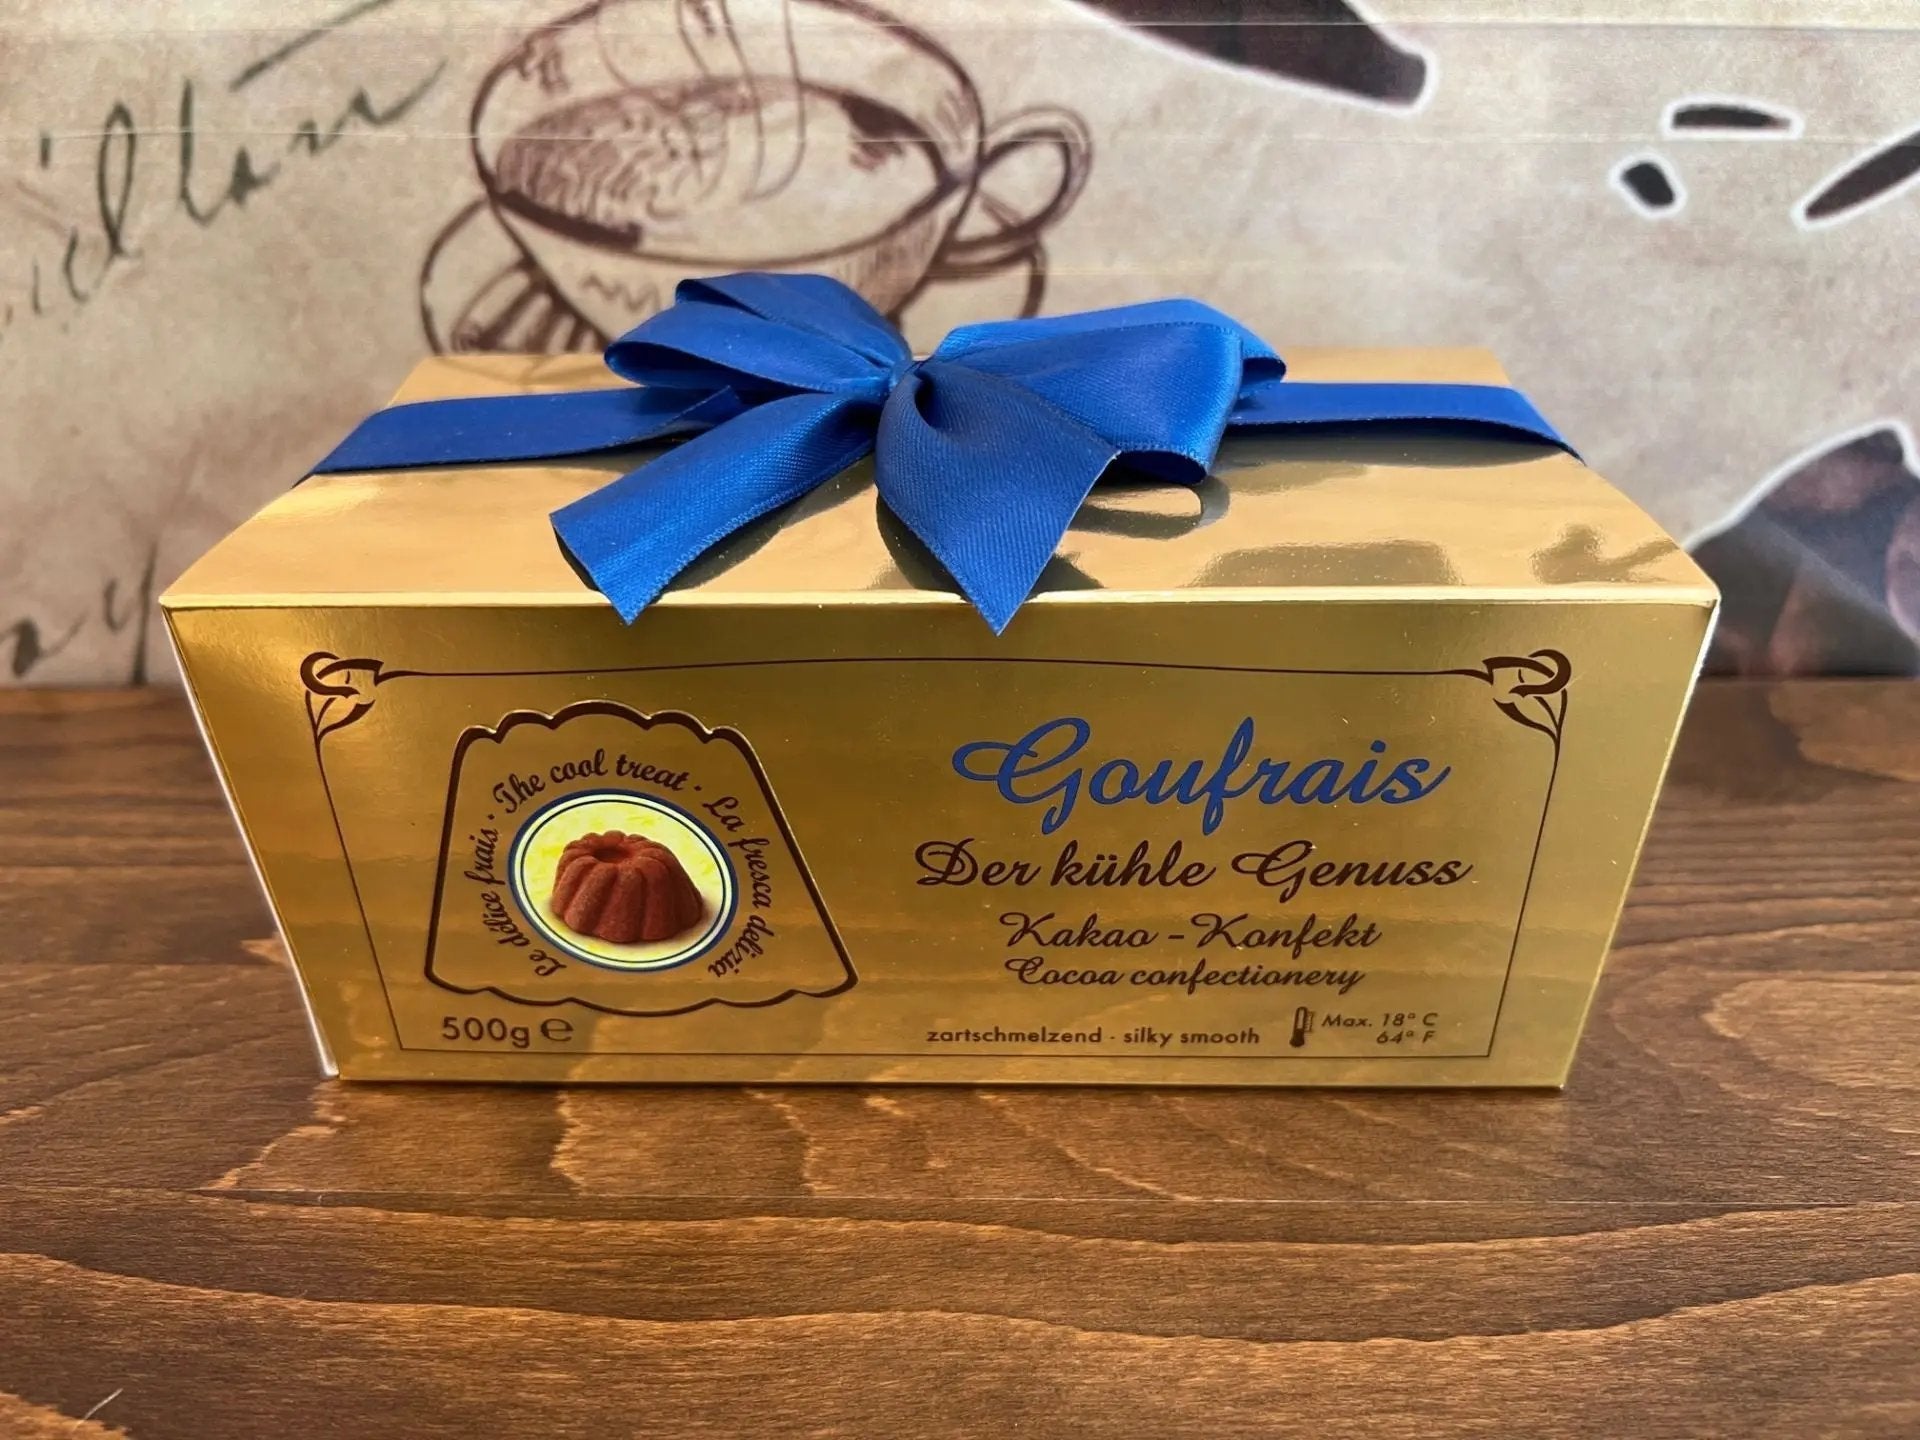 Le délice frais · The cool treat · La fresca delizia
Goufrais
Der kühle Genuss
Kakao - Konfekt
Cocoa confectionery
500g ℮
zartschmelzend · silky smooth
Max. 18° C
64° F